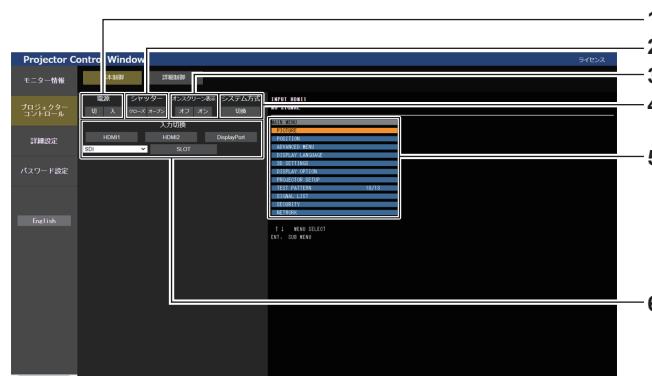 Projector Control Window
ライセンス
モニター情報
プロジェクター
コントロール
詳細設定
パスワード設定
English
基本制御
詳細制御
電源
切 入
シャッター
クローズ オープン
オンスクリーン表示
オフ オン
システム方式
切換
入力切換
HDMI1 HDMI2 DisplayPort
SDI SLOT
INPUT HDMI1
NO SIGNAL
MAIN MENU
PICTURE
POSITION
ADVANCED MENU
DISPLAY LANGUAGE
3D SETTINGS
DISPLAY OPTION
PROJECTOR SETUP
TEST PATTERN 10/13
SIGNAL LIST
SECURITY
NETWORK
↑↓ MENU SELECT
ENT: SUB MENU
1
2
3
4
5
6